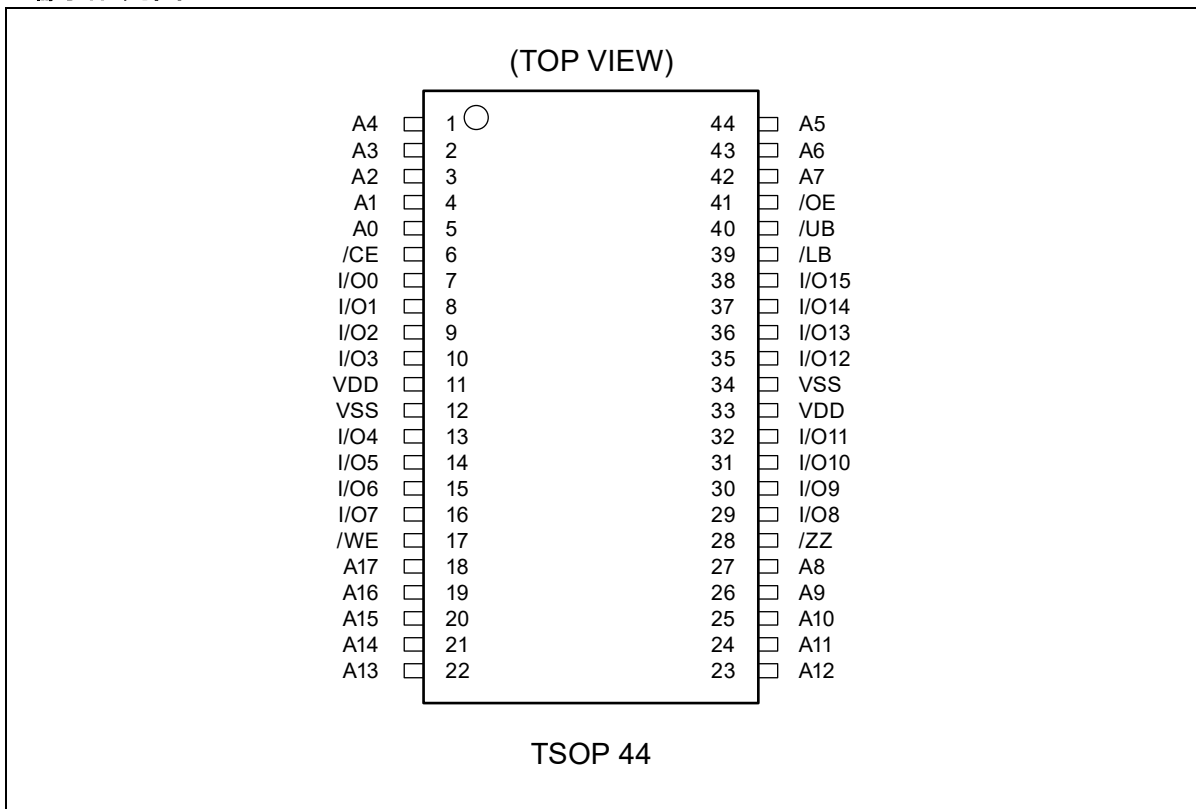 (TOP VIEW)
A4 1 44 A5
A3 2 43 A6
A2 3 42 A7
A1 4 41 /OE
A0 5 40 /UB
/CE 6 39 /LB
I/O0 7 38 I/O15
I/O1 8 37 I/O14
I/O2 9 36 I/O13
I/O3 10 35 I/O12
VDD 11 34 VSS
VSS 12 33 VDD
I/O4 13 32 I/O11
I/O5 14 31 I/O10
I/O6 15 30 I/O9
I/O7 16 29 I/O8
/WE 17 28 /ZZ
A17 18 27 A8
A16 19 26 A9
A15 20 25 A10
A14 21 24 A11
A13 22 23 A12
TSOP 44